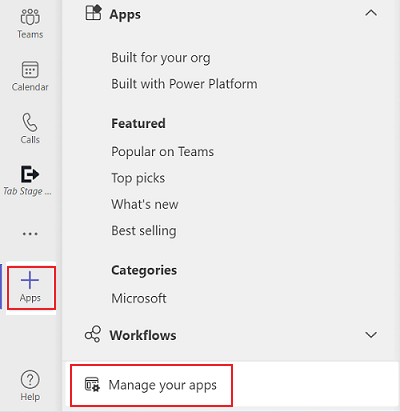 Teams
Calendar
Calls
Tab Stage ...
...
Apps
Help
Apps
Built for your org
Built with Power Platform
Featured
Popular on Teams
Top picks
What's new
Best selling
Categories
Microsoft
Workflows
Manage your apps